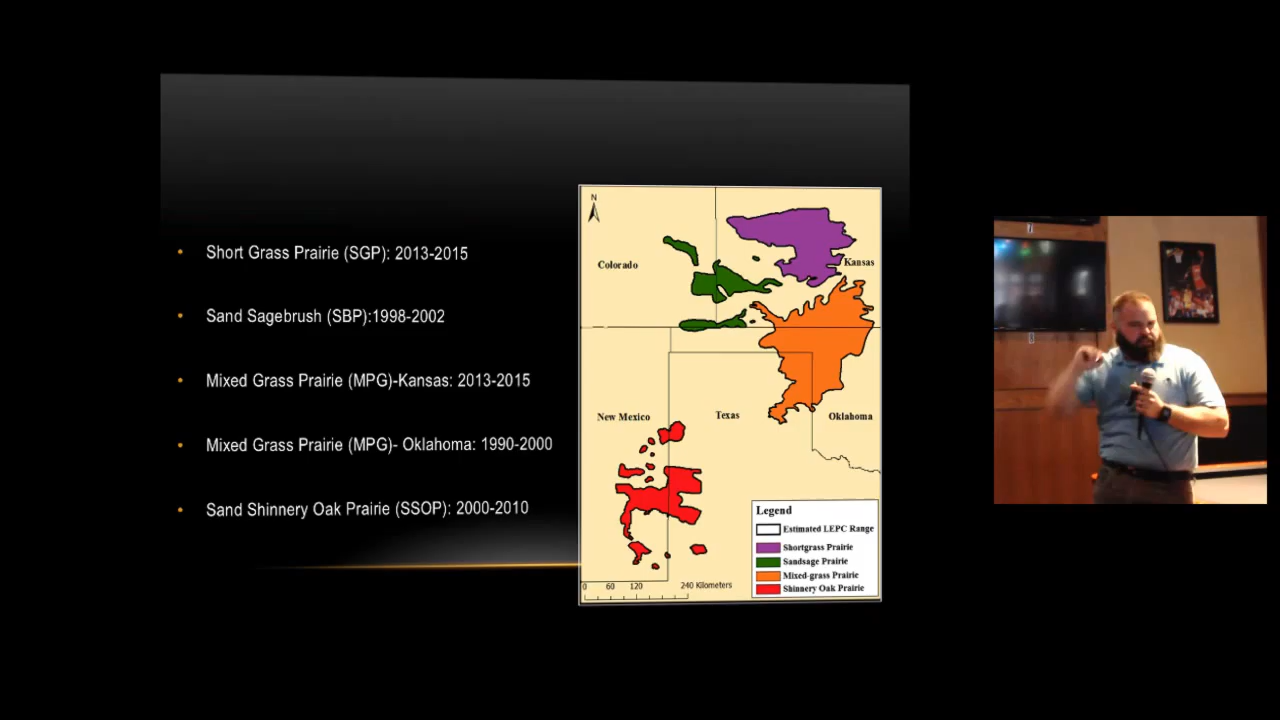 • Short Grass Prairie (SGP): 2013-2015
• Sand Sagebrush (SBP):1998-2002
• Mixed Grass Prairie (MPG)-Kansas: 2013-2015
• Mixed Grass Prairie (MPG)- Oklahoma: 1990-2000
• Sand Shinnery Oak Prairie (SSOP): 2000-2010
N
Colorado
Kansas
New Mexico
Texas
Oklahoma
Legend
Estimated LEPC Range
Shortgrass Prairie
Sandsage Prairie
Mixed-grass Prairie
Shinnery Oak Prairie
0 60 120 240 Kilometers
7
8